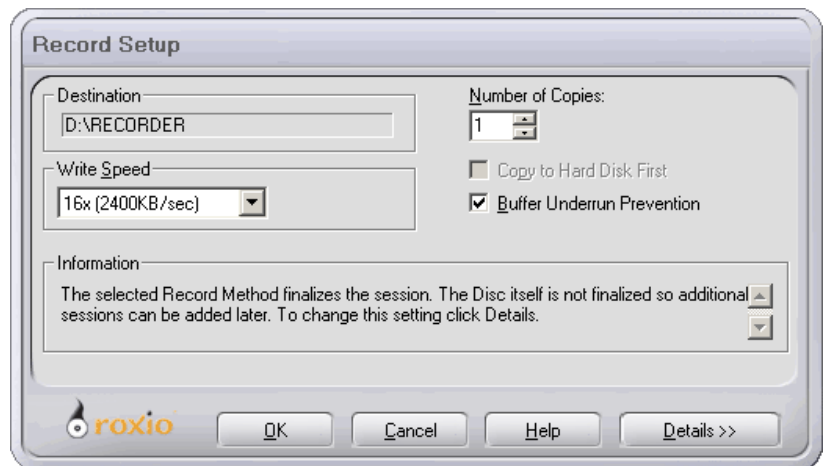 Record Setup
Destination
D:\RECORDER
Number of Copies:
1
Write Speed
16x (2400KB/sec)
Copy to Hard Disk First
Buffer Underrun Prevention
Information
The selected Record Method finalizes the session. The Disc itself is not finalized so additional
sessions can be added later. To change this setting click Details.
roxio
OK
Cancel
Help
Details >>